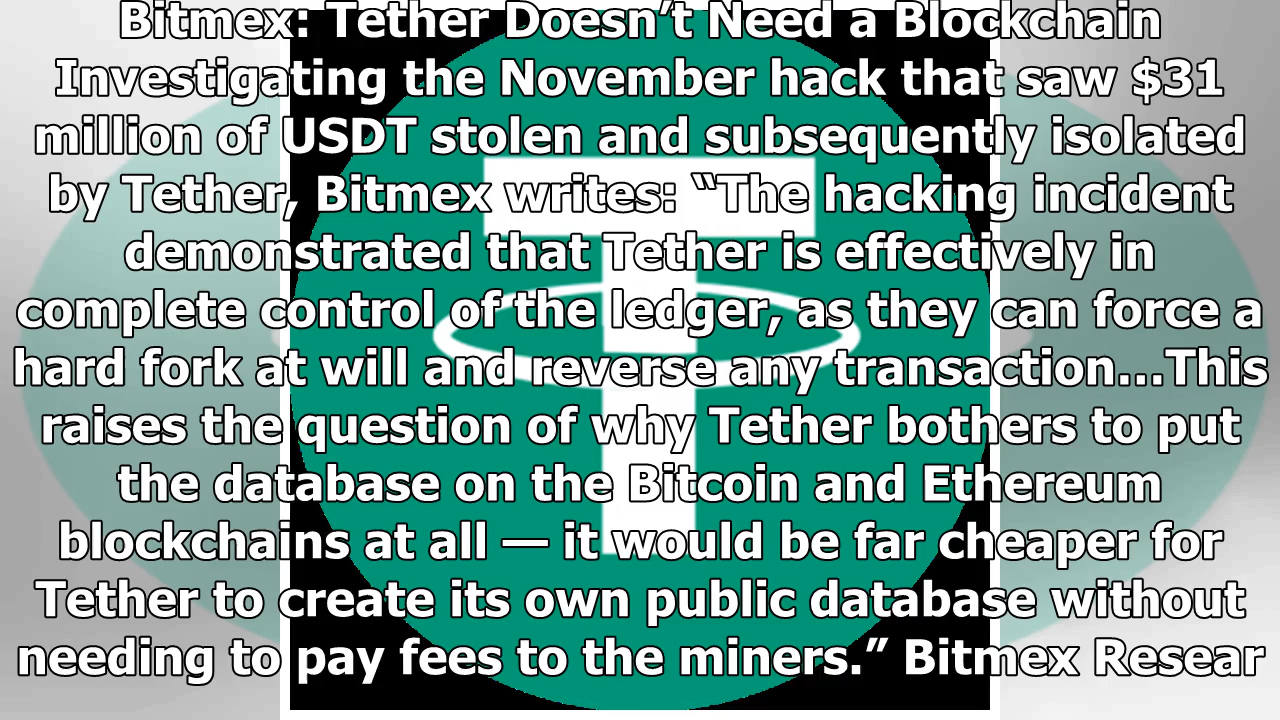 Bitmex: Tether Doesn’t Need a Blockchain
Investigating the November hack that saw $31
million of USDT stolen and subsequently isolated
by Tether, Bitmex writes: “The hacking incident
demonstrated that Tether is effectively in
complete control of the ledger, as they can force a
hard fork at will and reverse any transaction…This
raises the question of why Tether bothers to put
the database on the Bitcoin and Ethereum
blockchains at all — it would be far cheaper for
Tether to create its own public database without
needing to pay fees to the miners.” Bitmex Resear